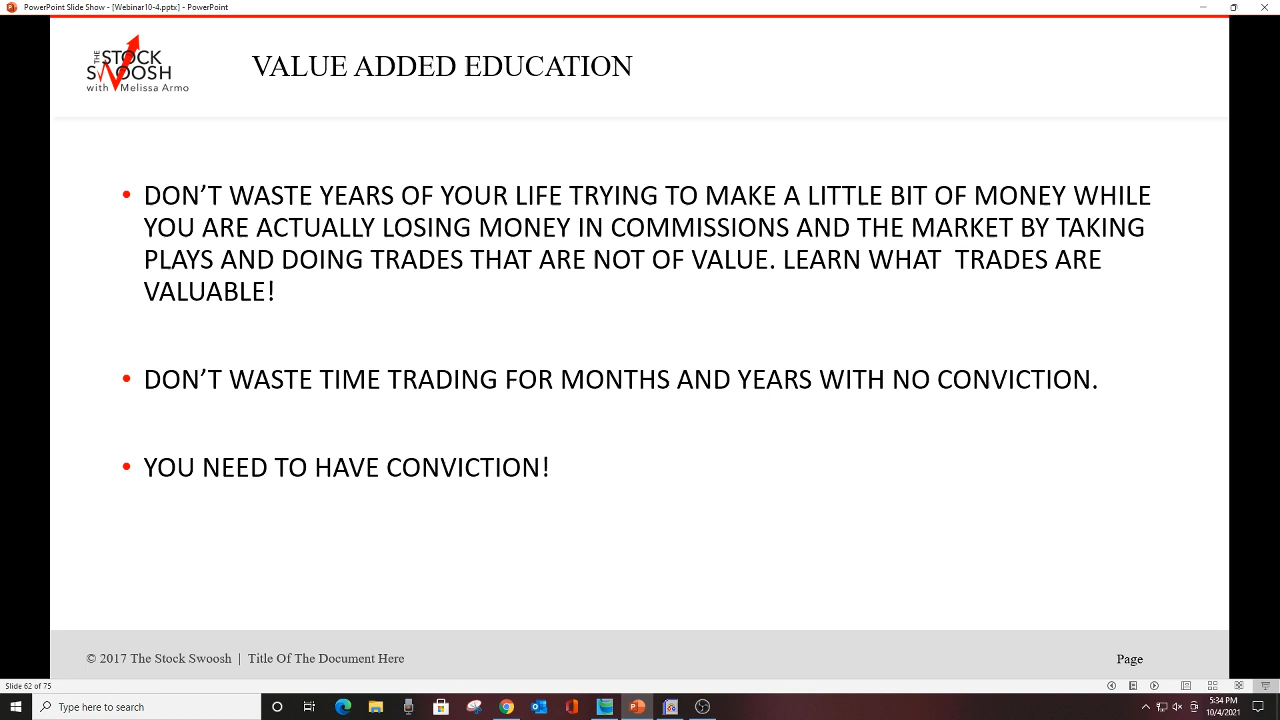 PowerPoint Slide Show - [Webinar10-4.pptx] - PowerPoint
THE
STOCK
SWOOSH
with Melissa Armo
VALUE ADDED EDUCATION
• DON’T WASTE YEARS OF YOUR LIFE TRYING TO MAKE A LITTLE BIT OF MONEY WHILE
YOU ARE ACTUALLY LOSING MONEY IN COMMISSIONS AND THE MARKET BY TAKING
PLAYS AND DOING TRADES THAT ARE NOT OF VALUE. LEARN WHAT  TRADES ARE
VALUABLE!
• DON’T WASTE TIME TRADING FOR MONTHS AND YEARS WITH NO CONVICTION.
• YOU NEED TO HAVE CONVICTION!
© 2017 The Stock Swoosh | Title Of The Document Here
Page
Slide 62 of 75
Type here to search
5:34 PM
10/4/2021